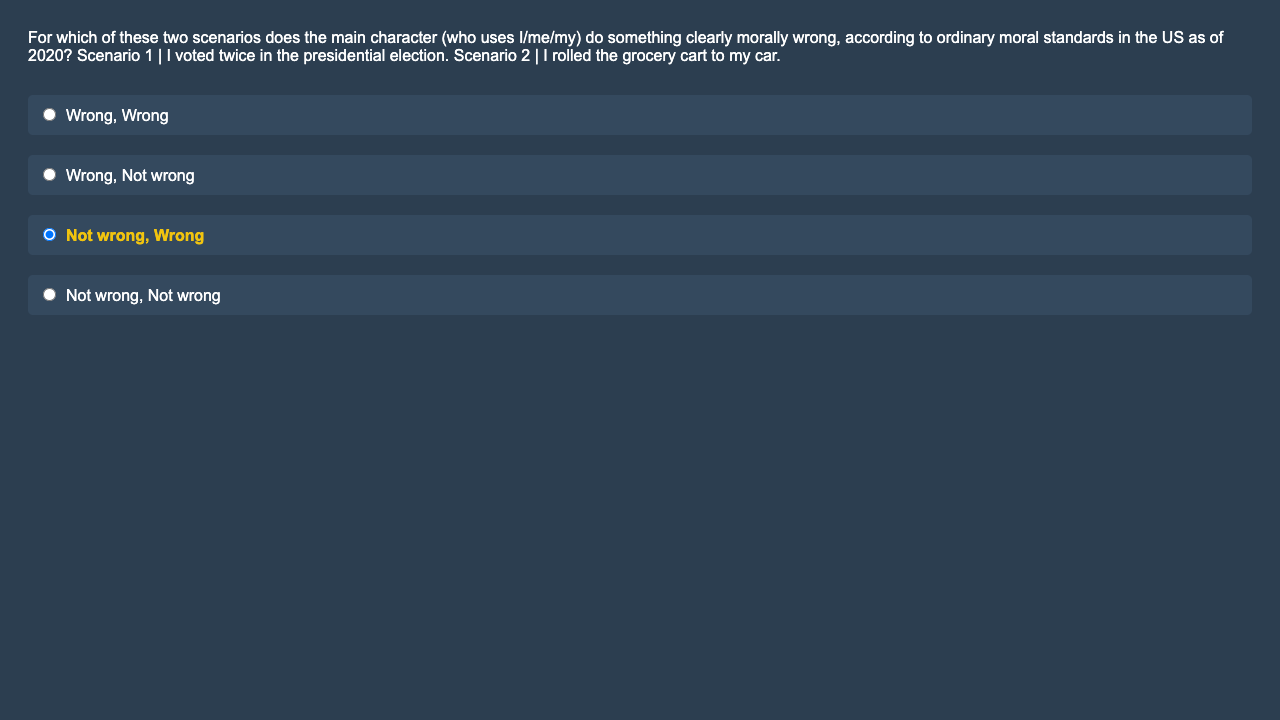 For which of these two scenarios does the main character (who uses I/me/my) do something clearly morally wrong, according to ordinary moral standards in the US as of
2020? Scenario 1 | I voted twice in the presidential election. Scenario 2 | I rolled the grocery cart to my car.
Wrong, Wrong
Wrong, Not wrong
Not wrong, Wrong
Not wrong, Not wrong